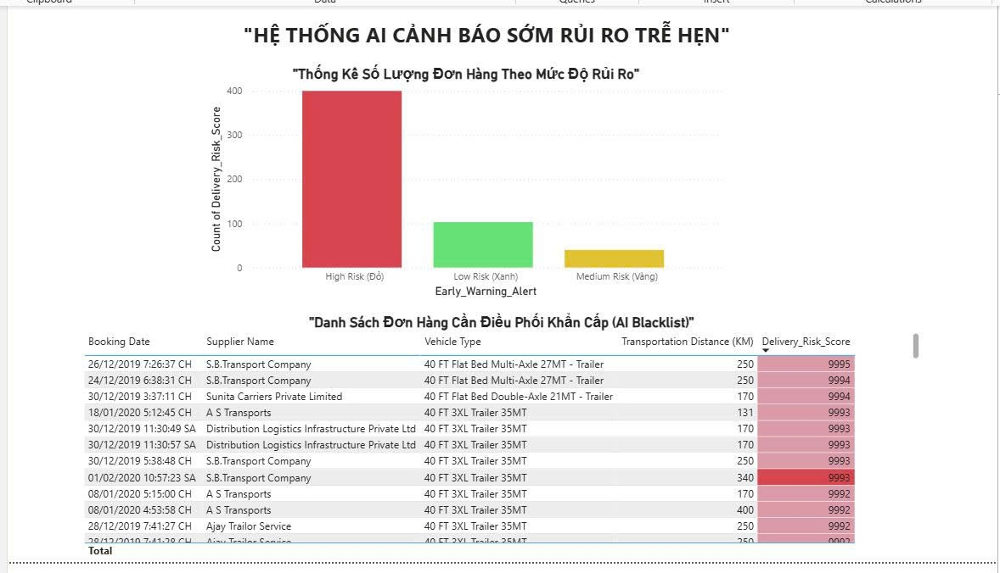 Clipboard Data Queries Insert Calculations
"HỆ THỐNG AI CẢNH BÁO SỚM RỦI RO TRỄ HẸN"
"Thống Kê Số Lượng Đơn Hàng Theo Mức Độ Rủi Ro"
Count of Delivery_Risk_Score
400
300
200
100
0
High Risk (Đỏ) Low Risk (Xanh) Medium Risk (Vàng)
Early_Warning_Alert
"Danh Sách Đơn Hàng Cần Điều Phối Khẩn Cấp (AI Blacklist)"
Booking Date Supplier Name Vehicle Type Transportation Distance (KM) Delivery_Risk_Score
26/12/2019 7:26:37 CH S.B.Transport Company 40 FT Flat Bed Multi-Axle 27MT - Trailer 250 9995
24/12/2019 6:38:31 CH S.B.Transport Company 40 FT Flat Bed Multi-Axle 27MT - Trailer 250 9994
30/12/2019 3:37:11 CH Sunita Carriers Private Limited 40 FT Flat Bed Double-Axle 21MT - Trailer 170 9994
18/01/2020 5:12:45 CH A S Transports 40 FT 3XL Trailer 35MT 131 9993
30/12/2019 11:30:49 SA Distribution Logistics Infrastructure Private Ltd 40 FT 3XL Trailer 35MT 170 9993
30/12/2019 11:30:57 SA Distribution Logistics Infrastructure Private Ltd 40 FT 3XL Trailer 35MT 170 9993
30/12/2019 5:38:48 CH S.B.Transport Company 40 FT 3XL Trailer 35MT 250 9993
01/02/2020 10:57:23 SA S.B.Transport Company 40 FT 3XL Trailer 35MT 340 9993
08/01/2020 5:15:00 CH A S Transports 40 FT 3XL Trailer 35MT 170 9992
08/01/2020 4:53:58 CH A S Transports 40 FT 3XL Trailer 35MT 400 9992
28/12/2019 7:41:27 CH Ajay Trailor Service 40 FT 3XL Trailer 35MT 250 9992
28/12/2019 7:41:28 CH Ajay Trailor Service 40 FT 3XL Trailer 35MT 250 9992
Total